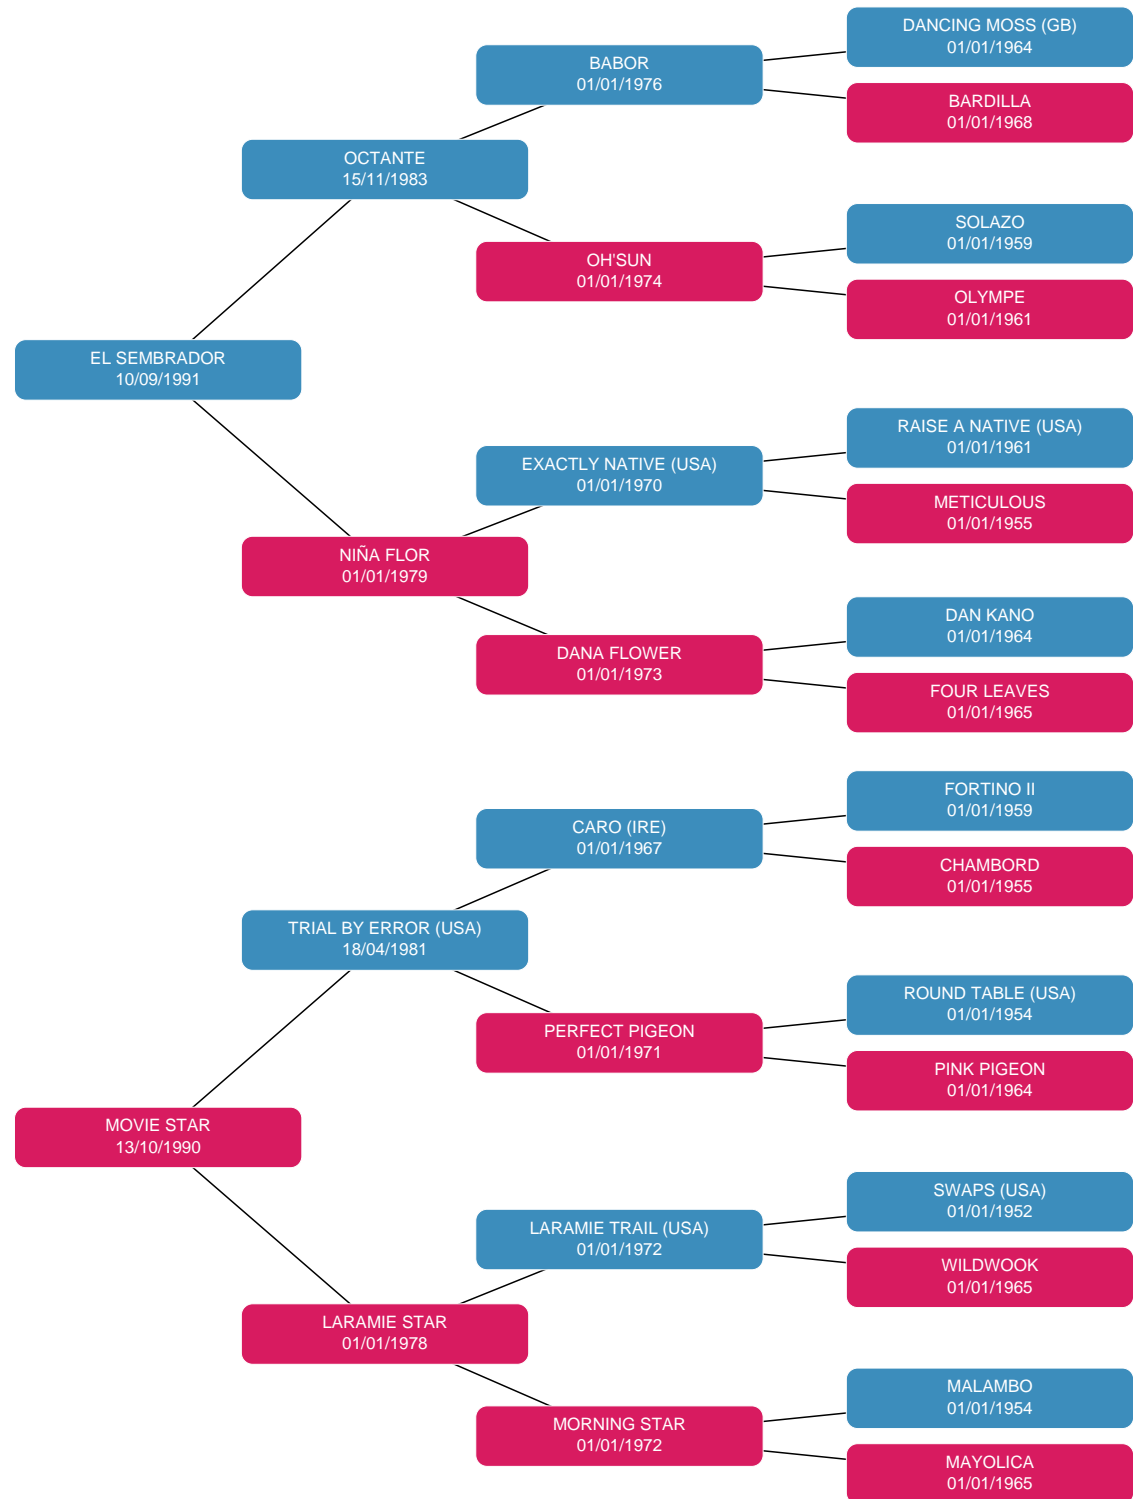 DANCING MOSS (GB)
01/01/1964
BABOR
01/01/1976
BARDILLA
01/01/1968
OCTANTE
15/11/1983
SOLAZO
01/01/1959
OH'SUN
01/01/1974
OLYMPE
01/01/1961
EL SEMBRADOR
10/09/1991
RAISE A NATIVE (USA)
01/01/1961
EXACTLY NATIVE (USA)
01/01/1970
METICULOUS
01/01/1955
NIÑA FLOR
01/01/1979
DAN KANO
01/01/1964
DANA FLOWER
01/01/1973
FOUR LEAVES
01/01/1965
FORTINO II
01/01/1959
CARO (IRE)
01/01/1967
CHAMBORD
01/01/1955
TRIAL BY ERROR (USA)
18/04/1981
ROUND TABLE (USA)
01/01/1954
PERFECT PIGEON
01/01/1971
PINK PIGEON
01/01/1964
MOVIE STAR
13/10/1990
SWAPS (USA)
01/01/1952
LARAMIE TRAIL (USA)
01/01/1972
WILDWOOK
01/01/1965
LARAMIE STAR
01/01/1978
MALAMBO
01/01/1954
MORNING STAR
01/01/1972
MAYOLICA
01/01/1965